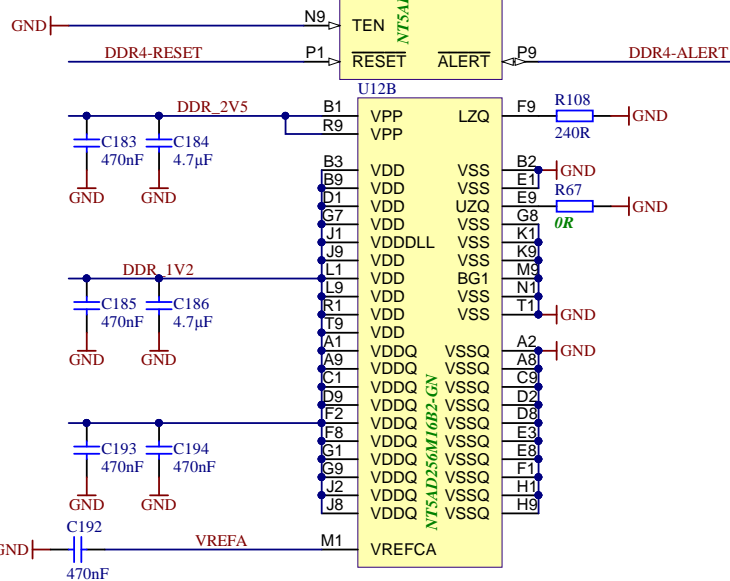 GND N9 TEN NT5AD
DDR4-RESET P1 RESET ALERT P9 DDR4-ALERT
U12B
DDR_2V5 B1 VPP LZQ F9 R108 GND
R9 VPP 240R
C183 C184
470nF 4.7µF
GND GND
B3 VDD VSS B2 GND
B9 VDD VSS E1 R67
D1 VDD UZQ E9 GND
G7 VDD VSS G8 0R
J1 VDDDLL VSS K1
J9 VDD VSS K9
DDR_1V2 L1 VDD BG1 M9
L9 VDD VSS N1
R1 VDD VSS T1 GND
C185 C186
470nF 4.7µF
GND GND
T9 VDD
A1 VDDQ VSSQ A2 GND
A9 VDDQ VSSQ A8
C1 VDDQ VSSQ C9
D9 VDDQ VSSQ D2
F2 VDDQ VSSQ D8
F8 VDDQ VSSQ E3
G1 VDDQ VSSQ E8
G9 VDDQ VSSQ F1
J2 VDDQ VSSQ H1
J8 VDDQ VSSQ H9
C193 C194
470nF 470nF
GND GND
NT5AD256M16B2-GN
C192
GND VREFA M1 VREFCA
470nF